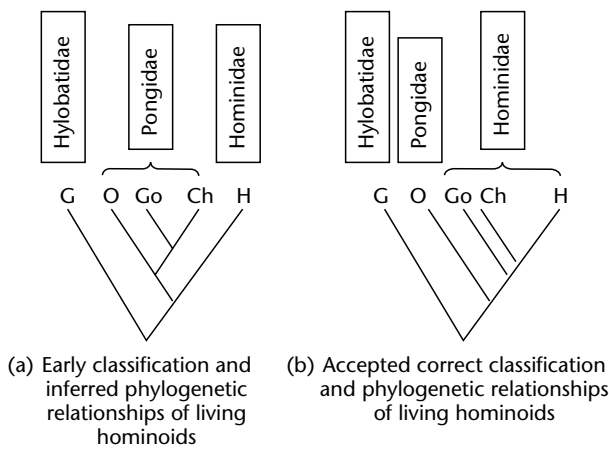 Hylobatidae
Pongidae
Hominidae
G O Go Ch H
(a) Early classification and
inferred phylogenetic
relationships of living
hominoids
Hylobatidae
Pongidae
Hominidae
G O Go Ch H
(b) Accepted correct classification
and phylogenetic relationships
of living hominoids